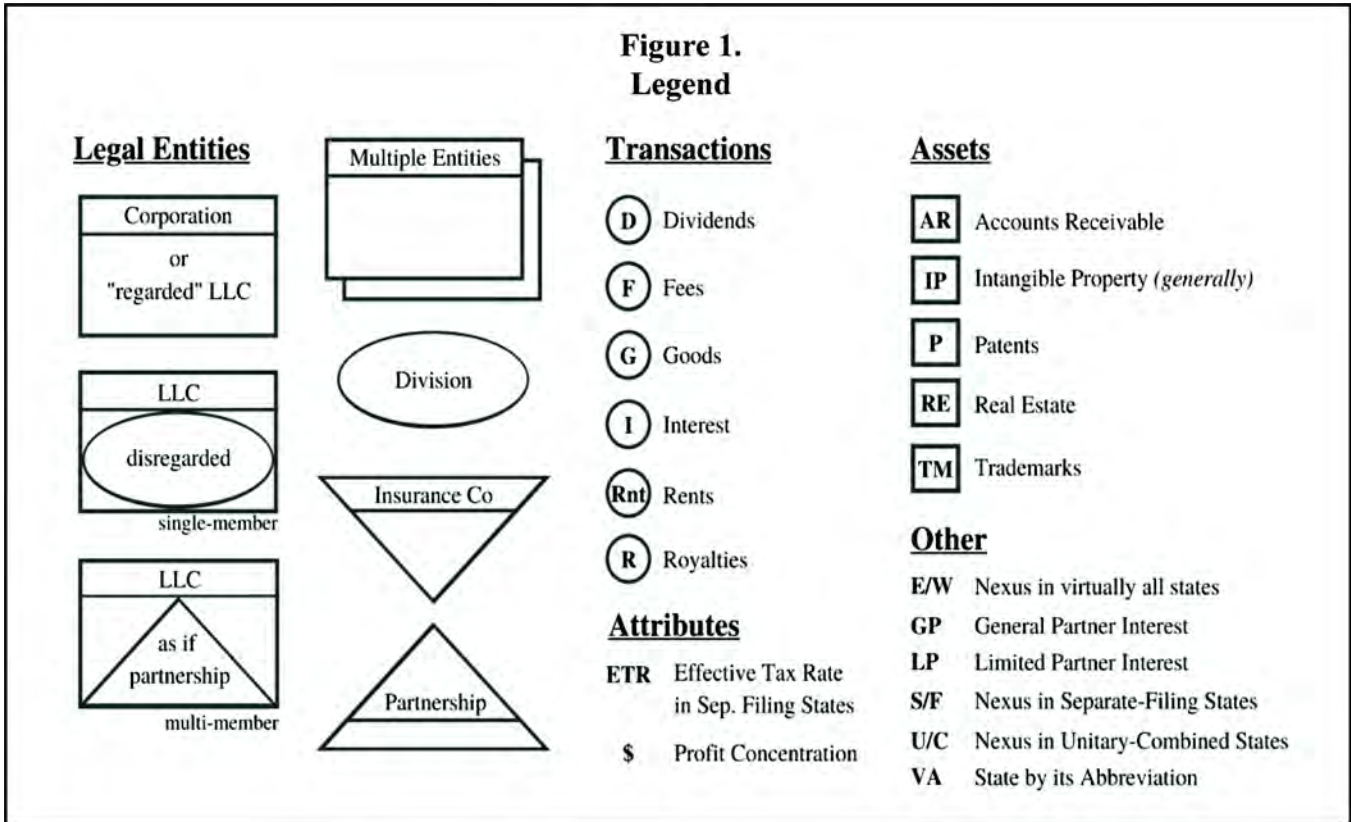 Figure 1.
Legend
Legal Entities
Corporation
or
"regarded" LLC
LLC
disregarded
single-member
LLC
as if
partnership
multi-member
Multiple Entities
Division
Insurance Co
Partnership
Transactions
D Dividends
F Fees
G Goods
I Interest
Rnt Rents
R Royalties
Attributes
ETR Effective Tax Rate
in Sep. Filing States
$ Profit Concentration
Assets
AR Accounts Receivable
IP Intangible Property (generally)
P Patents
RE Real Estate
TM Trademarks
Other
E/W Nexus in virtually all states
GP General Partner Interest
LP Limited Partner Interest
S/F Nexus in Separate-Filing States
U/C Nexus in Unitary-Combined States
VA State by its Abbreviation